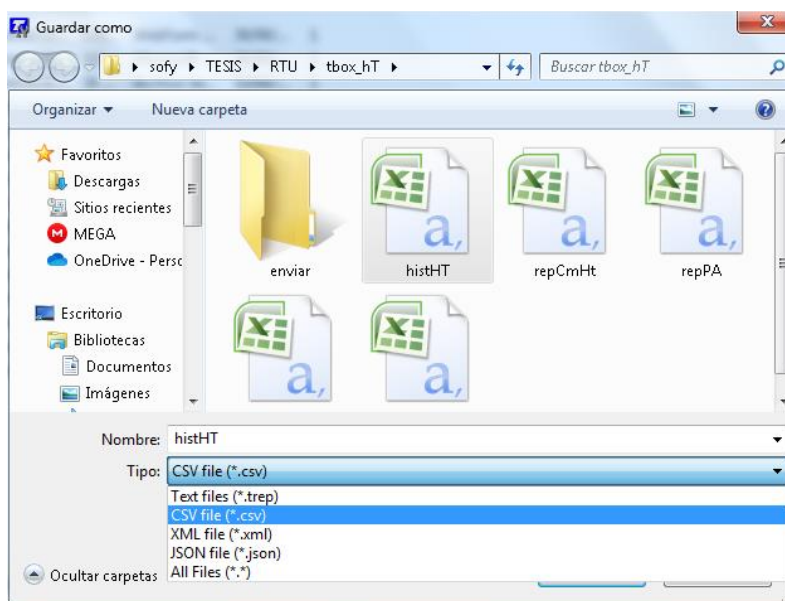 Guardar como
sofy ▸ TESIS ▸ RTU ▸ tbox_hT ▸
Buscar tbox_hT
Organizar
Nueva carpeta
Favoritos
Descargas
Sitios recientes
MEGA
OneDrive - Persc
Escritorio
Bibliotecas
Documentos
Imágenes
enviar
histHT
repCmHt
repPA
Nombre: histHT
Tipo: CSV file (*.csv)
Text files (*.trep)
CSV file (*.csv)
XML file (*.xml)
JSON file (*.json)
All Files (*.*)
Ocultar carpetas